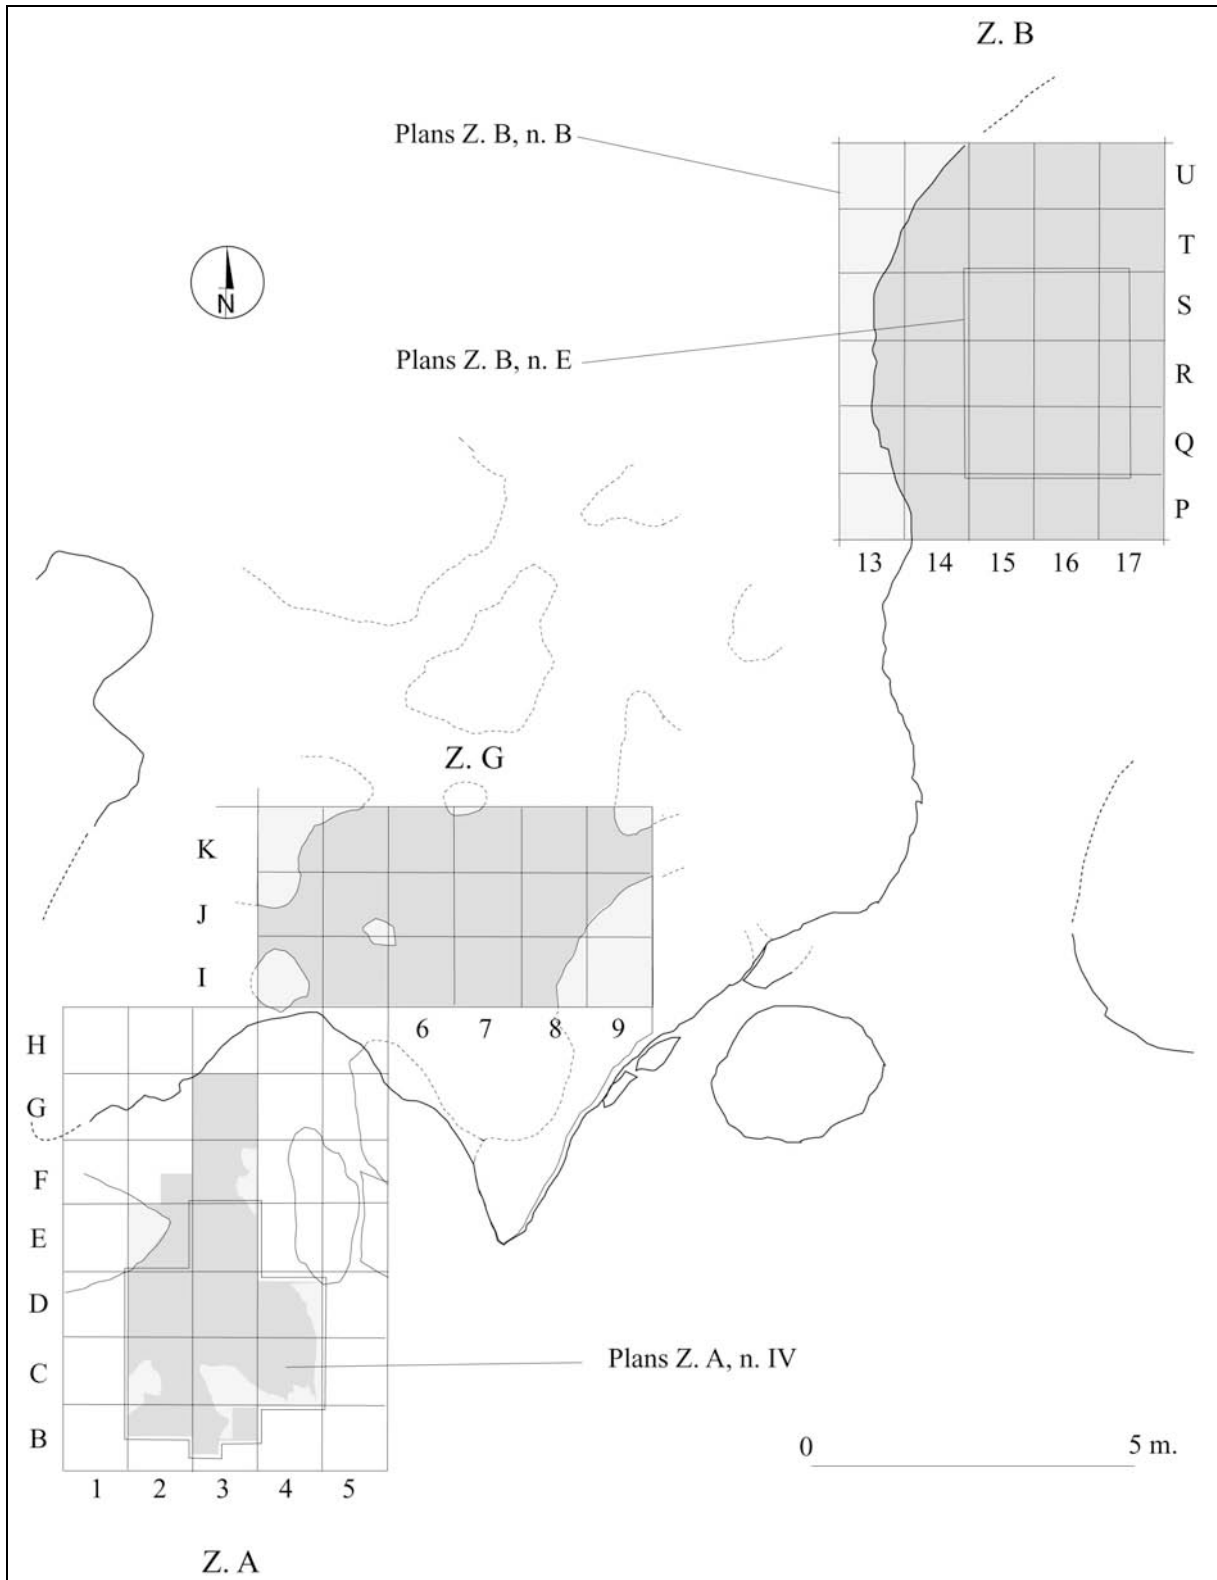 Z. B
Plans Z. B, n. B
U
T
N
S
Plans Z. B, n. E
R
Q
P
13 14 15 16 17
Z. G
K
J
I
6 7 8 9
H
G
F
E
D
Plans Z. A, n. IV
C
B
0 5 m.
1 2 3 4 5
Z. A